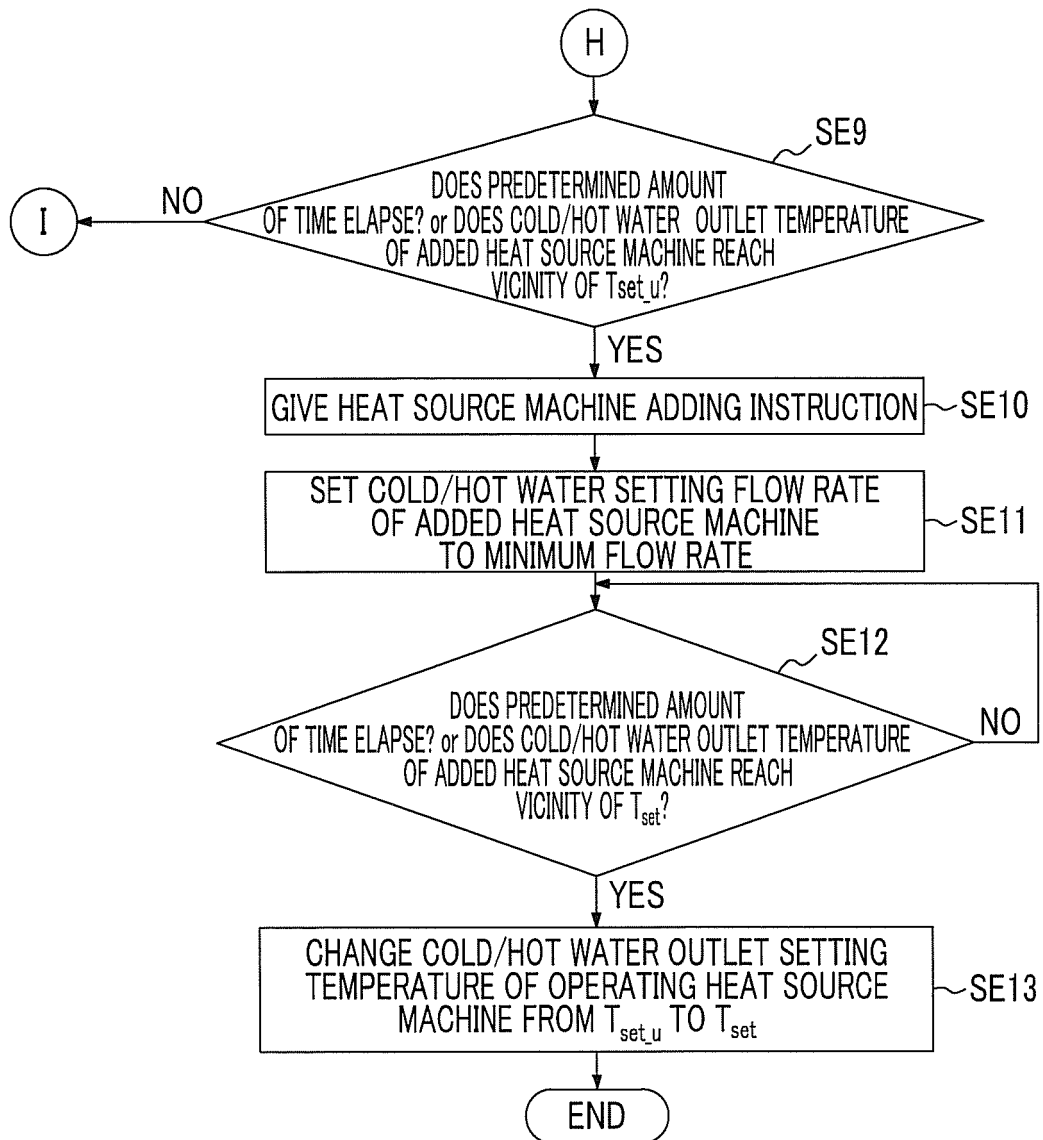 H
SE9
DOES PREDETERMINED AMOUNT
OF TIME ELAPSE? or DOES COLD/HOT WATER OUTLET TEMPERATURE
OF ADDED HEAT SOURCE MACHINE REACH
VICINITY OF Tset_u?
NO
I
YES
GIVE HEAT SOURCE MACHINE ADDING INSTRUCTION
SE10
SET COLD/HOT WATER SETTING FLOW RATE
OF ADDED HEAT SOURCE MACHINE
TO MINIMUM FLOW RATE
SE11
SE12
DOES PREDETERMINED AMOUNT
OF TIME ELAPSE? or DOES COLD/HOT WATER OUTLET TEMPERATURE
OF ADDED HEAT SOURCE MACHINE REACH
VICINITY OF Tset?
NO
YES
CHANGE COLD/HOT WATER OUTLET SETTING
TEMPERATURE OF OPERATING HEAT SOURCE
MACHINE FROM Tset_u TO Tset
SE13
END